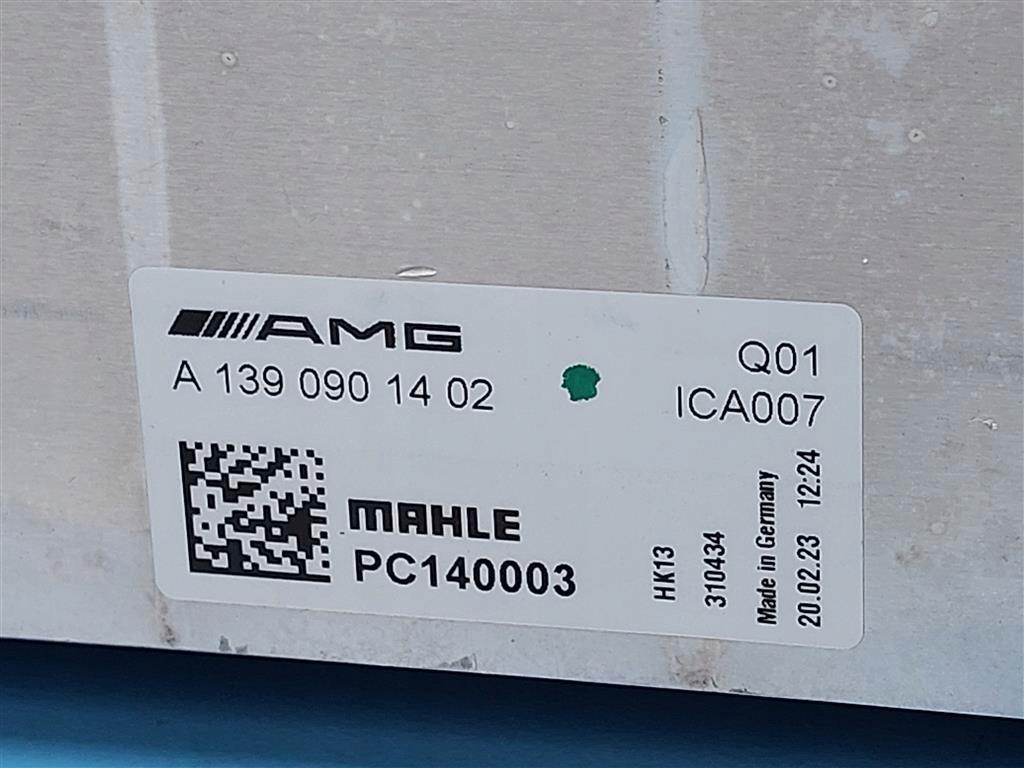 AMG
A 139 090 14 02
Q01
ICA007
MAHLE
PC140003
HK13
310434
Made in Germany
20.02.23 12:24